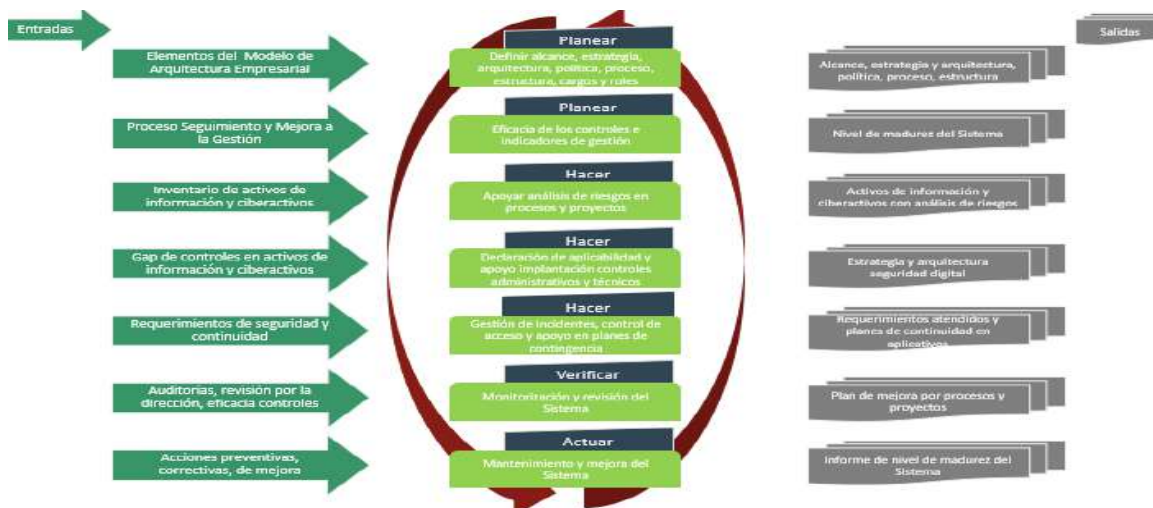 Entradas
Salidas
Elementos del Modelo de
Arquitectura Empresarial
Planear
Definir alcance, estrategia,
arquitectura, política, proceso,
estructura, cargos y roles
Alcance, estrategia y arquitectura,
política, proceso, estructura
Proceso Seguimiento y Mejora a
la Gestión
Planear
Eficacia de los controles e
indicadores de gestión
Nivel de madurez del Sistema
Inventario de activos de
información y ciberactivos
Hacer
Apoyar análisis de riesgos en
procesos y proyectos
Activos de información y
ciberactivos con análisis de riesgos
Gap de controles en activos de
información y ciberactivos
Hacer
Declaración de aplicabilidad y
apoyo implantación controles
administrativos y técnicos
Estrategia y arquitectura
seguridad digital
Requerimientos de seguridad y
continuidad
Hacer
Gestión de incidentes, control de
acceso y apoyo en planes de
contingencia
Requerimientos atendidos y
planes de continuidad en
aplicativos
Auditorías, revisión por la
dirección, eficacia controles
Verificar
Monitorización y revisión del
Sistema
Plan de mejora por procesos y
proyectos
Acciones preventivas,
correctivas, de mejora
Actuar
Mantenimiento y mejora del
Sistema
Informe de nivel de madurez del
Sistema